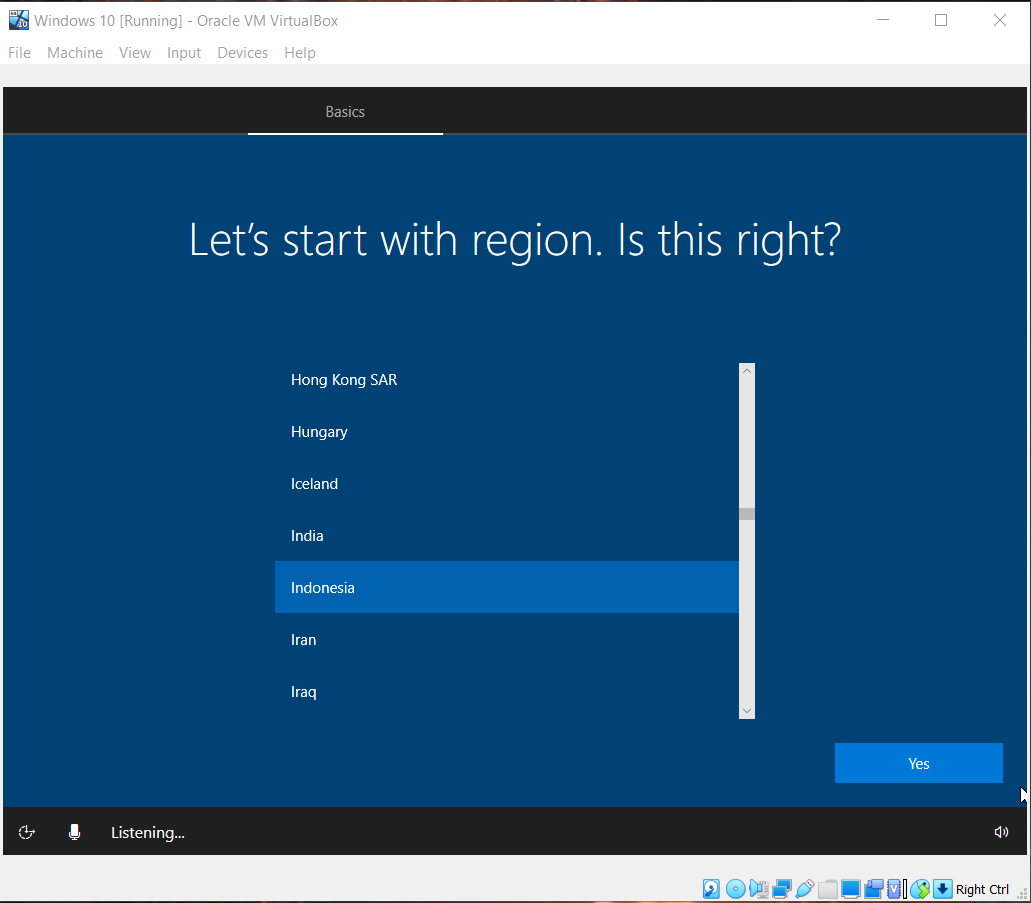 Windows 10 [Running] - Oracle VM VirtualBox
File Machine View Input Devices Help
Basics
Let’s start with region. Is this right?
Hong Kong SAR
Hungary
Iceland
India
Indonesia
Iran
Iraq
Yes
Listening...
Right Ctrl